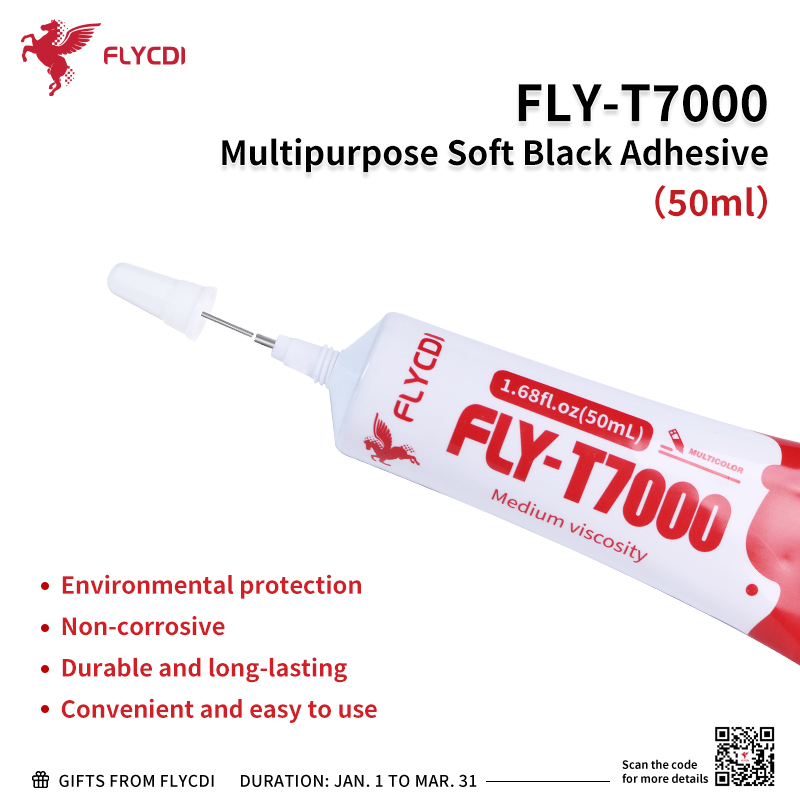 FLYCDI
FLY-T7000
Multipurpose Soft Black Adhesive
(50ml)
FLYCDI
1.68fl.oz(50mL)
MULTICOLOR
FLY-T7000
Medium viscosity
• Environmental protection
• Non-corrosive
• Durable and long-lasting
• Convenient and easy to use
GIFTS FROM FLYCDI DURATION: JAN. 1 TO MAR. 31
Scan the code
for more details